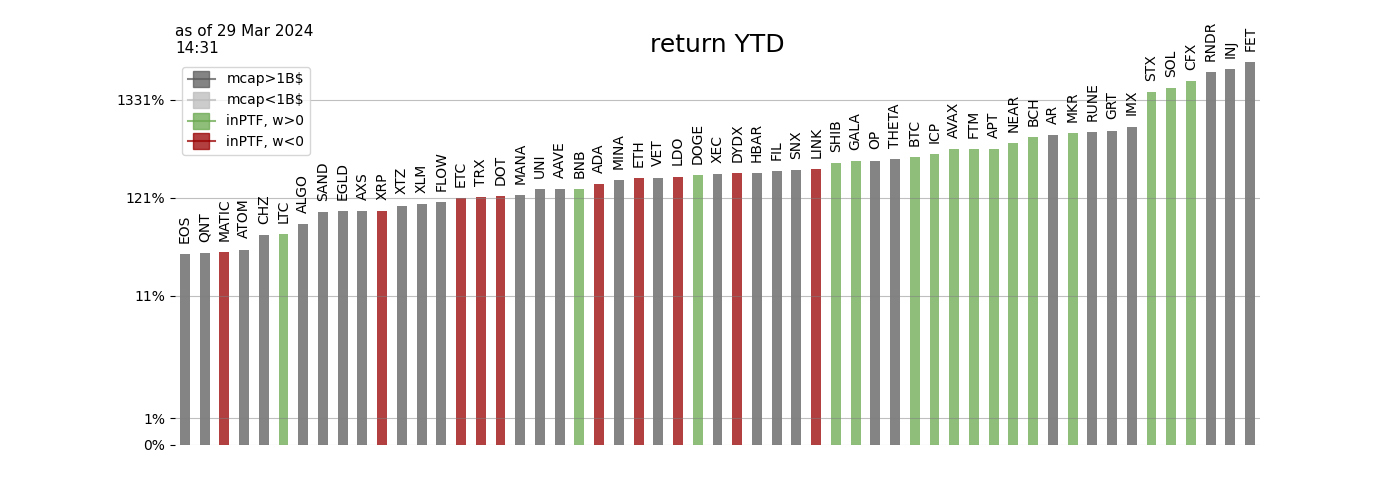 as of 29 Mar 2024
14:31
return YTD
mcap>1B$
mcap<1B$
inPTF, w>0
inPTF, w<0
1331%
121%
11%
1%
0%
EOS
QNT
MATIC
ATOM
CHZ
LTC
ALGO
SAND
EGLD
AXS
XRP
XTZ
XLM
FLOW
ETC
TRX
DOT
MANA
UNI
AAVE
BNB
ADA
MINA
ETH
VET
LDO
DOGE
XEC
DYDX
HBAR
FIL
SNX
LINK
SHIB
GALA
OP
THETA
BTC
ICP
AVAX
FTM
APT
NEAR
BCH
AR
MKR
RUNE
GRT
IMX
STX
SOL
CFX
RNDR
INJ
FET